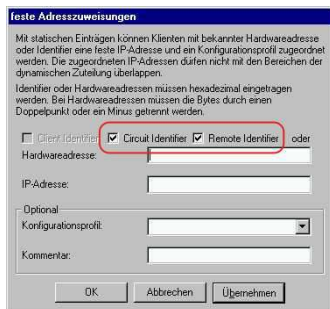 feste Adresszuweisungen
Mit statischen Einträgen können Klienten mit bekannter Hardwareadresse
oder Identifier eine feste IP-Adresse und ein Konfigurationsprofil zugeordnet
werden. Die zugeordneten IP-Adressen dürfen nicht mit den Bereichen der
dynamischen Zuteilung überlappen.
Identifier oder Hardwareadressen müssen hexadezimal eingetragen
werden. Bei Hardwareadressen müssen die Bytes durch einen
Doppelpunkt oder ein Minus getrennt werden.
Client Identifier Circuit Identifier Remote Identifier oder
Hardwareadresse:
IP-Adresse:
Optional
Konfigurationsprofil:
Kommentar:
OK Abbrechen Übernehmen